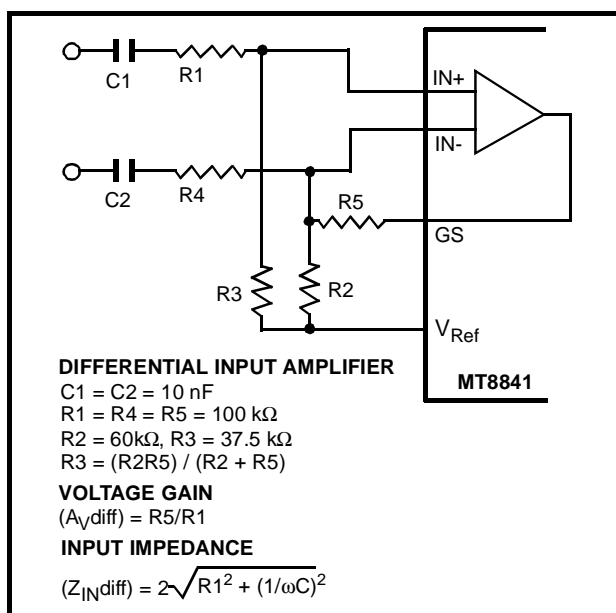 C1
R1
IN+
IN-
C2
R4
R5
GS
R3
R2
VRef
MT8841
DIFFERENTIAL INPUT AMPLIFIER
C1 = C2 = 10 nF
R1 = R4 = R5 = 100 kΩ
R2 = 60kΩ, R3 = 37.5 kΩ
R3 = (R2R5) / (R2 + R5)
VOLTAGE GAIN
(AVdiff) = R5/R1
INPUT IMPEDANCE
(ZINdiff) = 2√R1² + (1/ωC)²